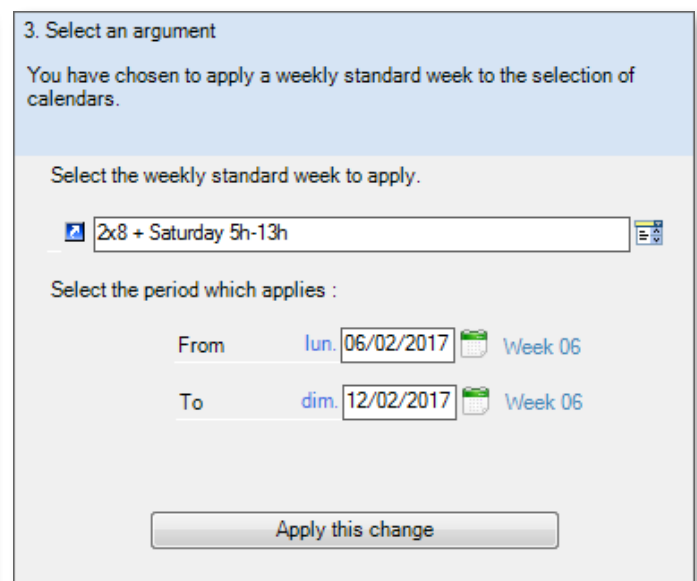 3. Select an argument
You have chosen to apply a weekly standard week to the selection of
calendars.
Select the weekly standard week to apply.
2x8 + Saturday 5h-13h
Select the period which applies :
From lun. 06/02/2017 Week 06
To dim. 12/02/2017 Week 06
Apply this change